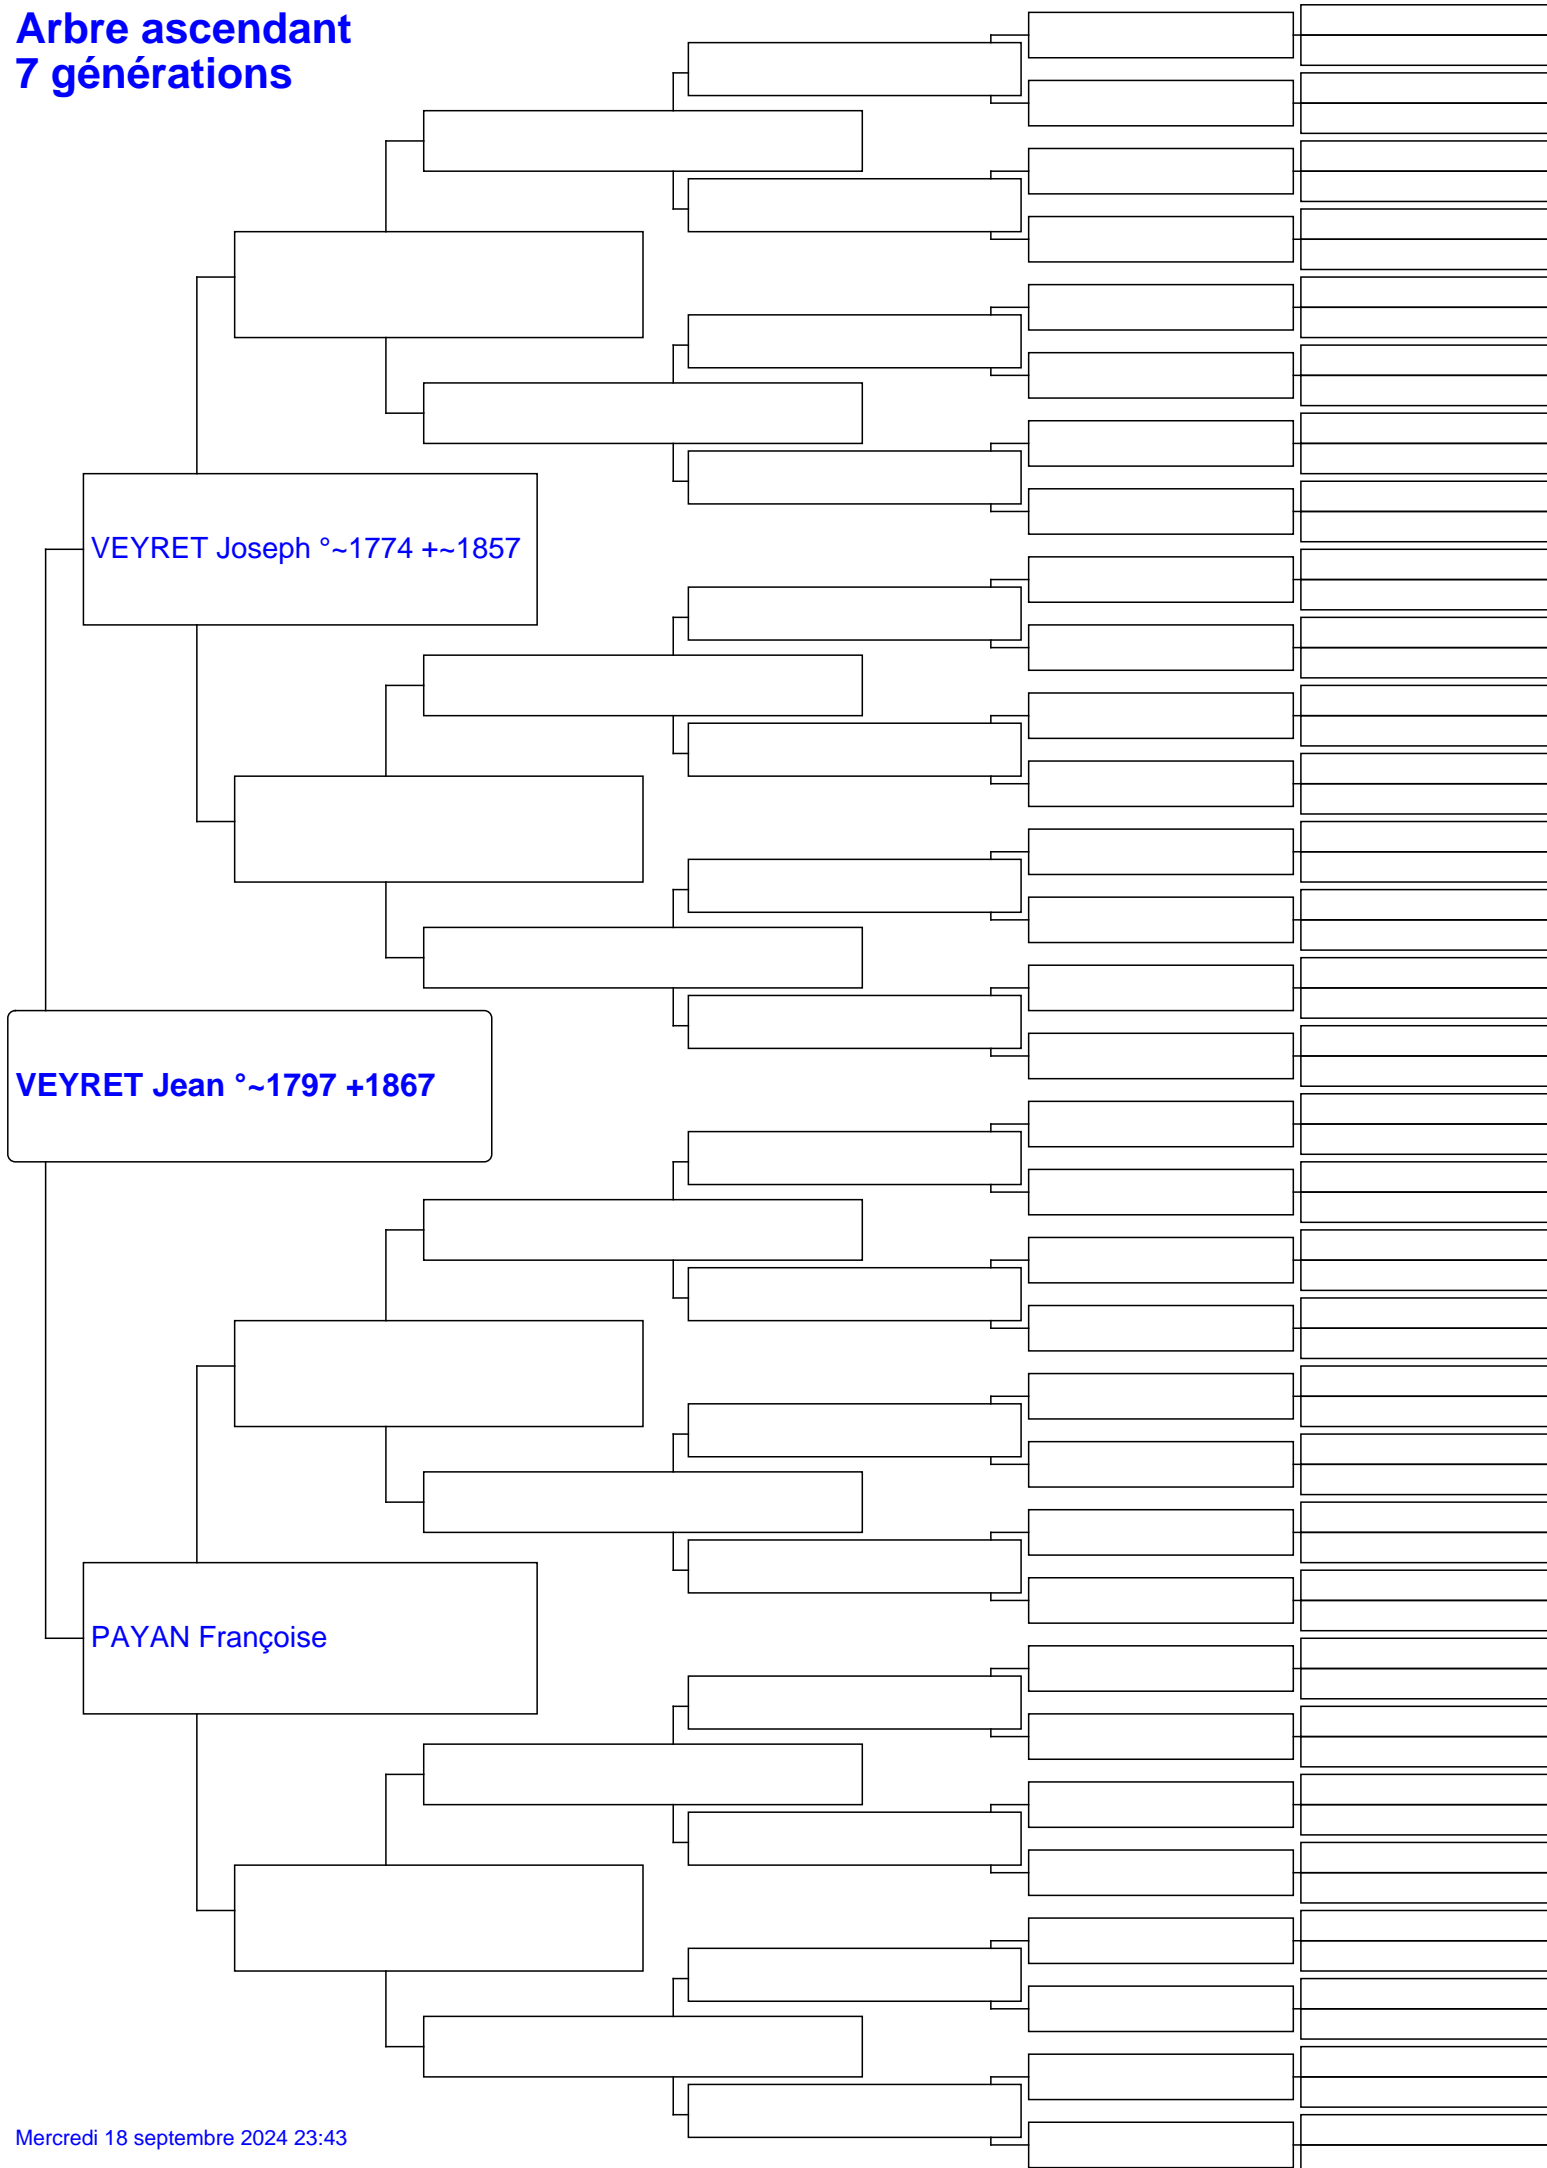 Arbre ascendant
7 générations
VEYRET Joseph °~1774 +~1857
VEYRET Jean °~1797 +1867
PAYAN Françoise
Mercredi 18 septembre 2024 23:43